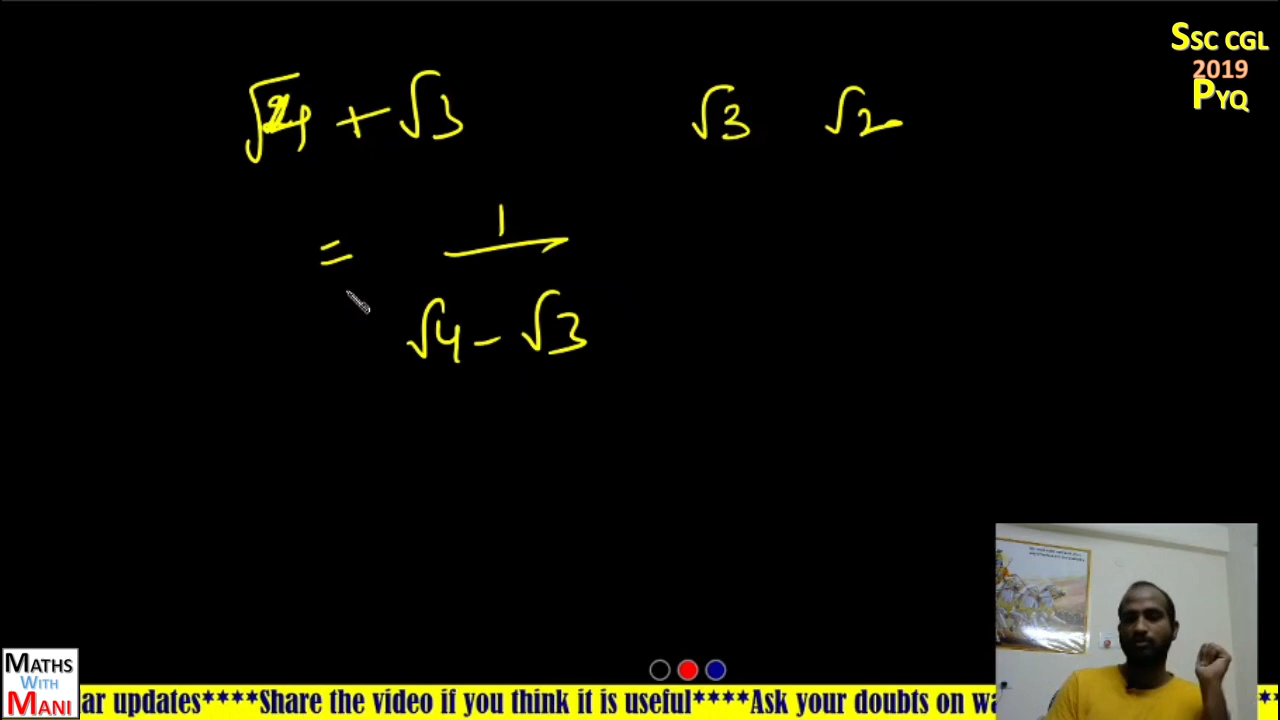 SSC CGL
2019
PYQ
√4 + √3 √3 √2
= 1
√4 - √3
MATHS
WITH
MANI
ar updates****Share the video if you think it is useful****Ask your doubts on wa
**